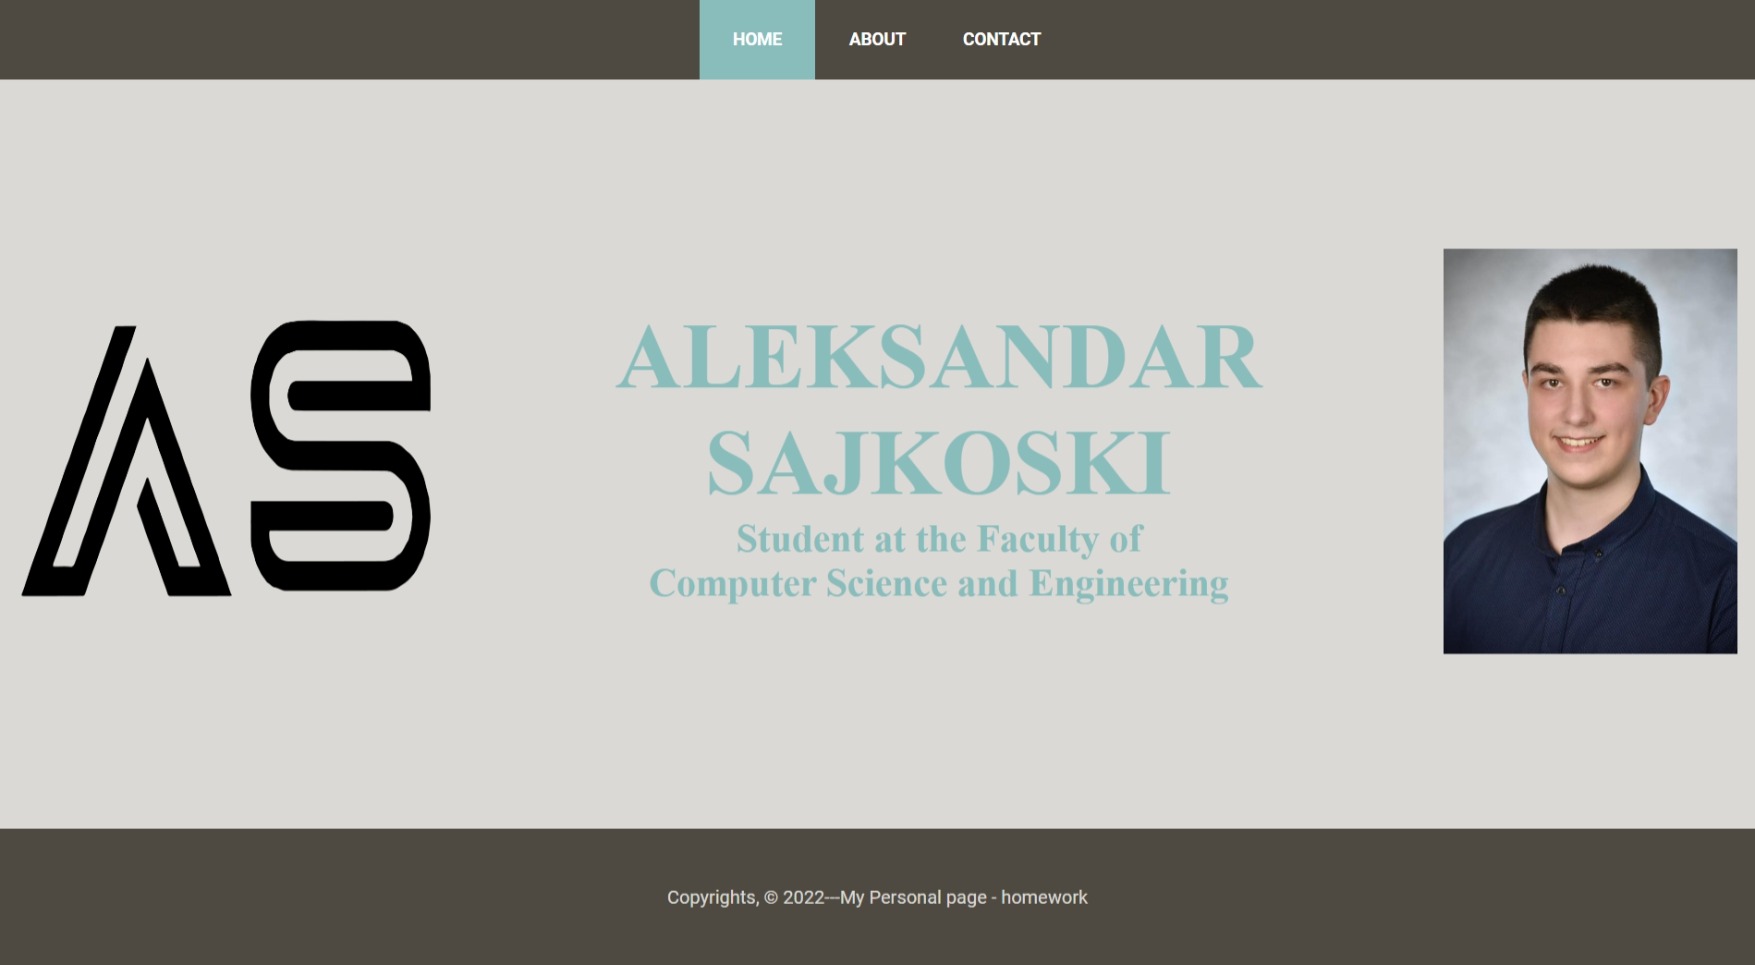 HOME ABOUT CONTACT
AS
ALEKSANDAR
SAJKOSKI
Student at the Faculty of
Computer Science and Engineering
Copyrights, © 2022---My Personal page - homework